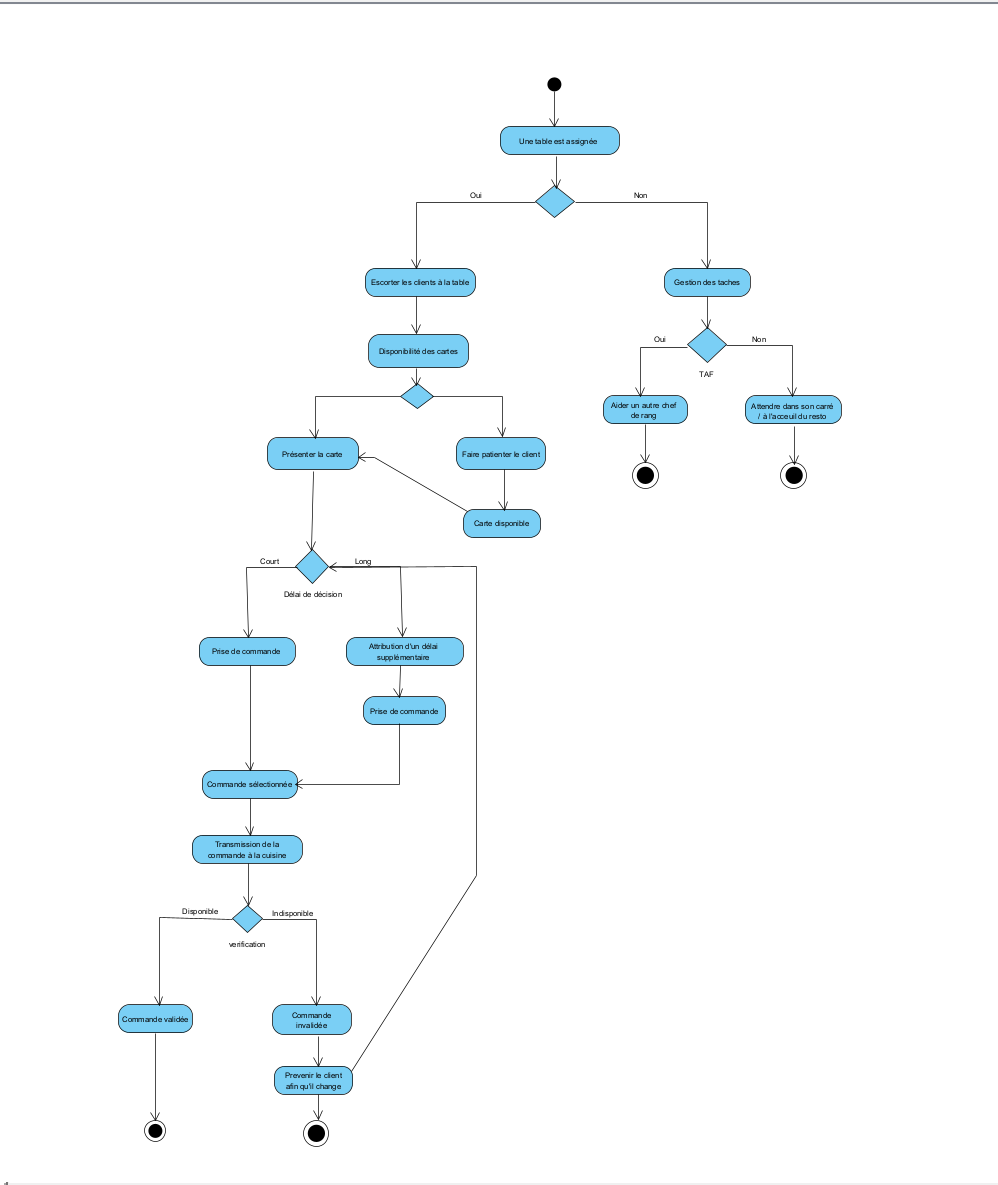 Une table est assignée
Oui
Non
Escorter les clients à la table
Gestion des taches
Disponibilité des cartes
Oui
Non
TAF
Aider un autre chef
de rang
Attendre dans son carré
/ à l'acceuil du resto
Présenter la carte
Faire patienter le client
Carte disponible
Court
Long
Délai de décision
Prise de commande
Attribution d'un délai
supplémentaire
Prise de commande
Commande sélectionnée
Transmission de la
commande à la cuisine
Disponible
Indisponible
verification
Commande validée
Commande
invalidée
Prevenir le client
afin qu'il change